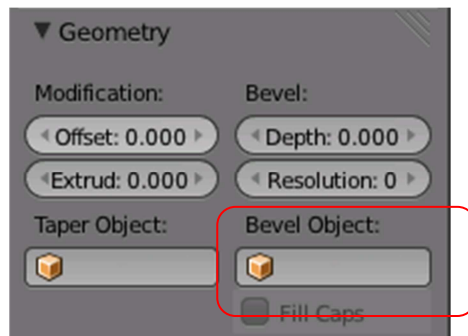 Geometry
Modification: Bevel:
Offset: 0.000 Depth: 0.000
Extrud: 0.000 Resolution: 0
Taper Object: Bevel Object:
Fill Caps